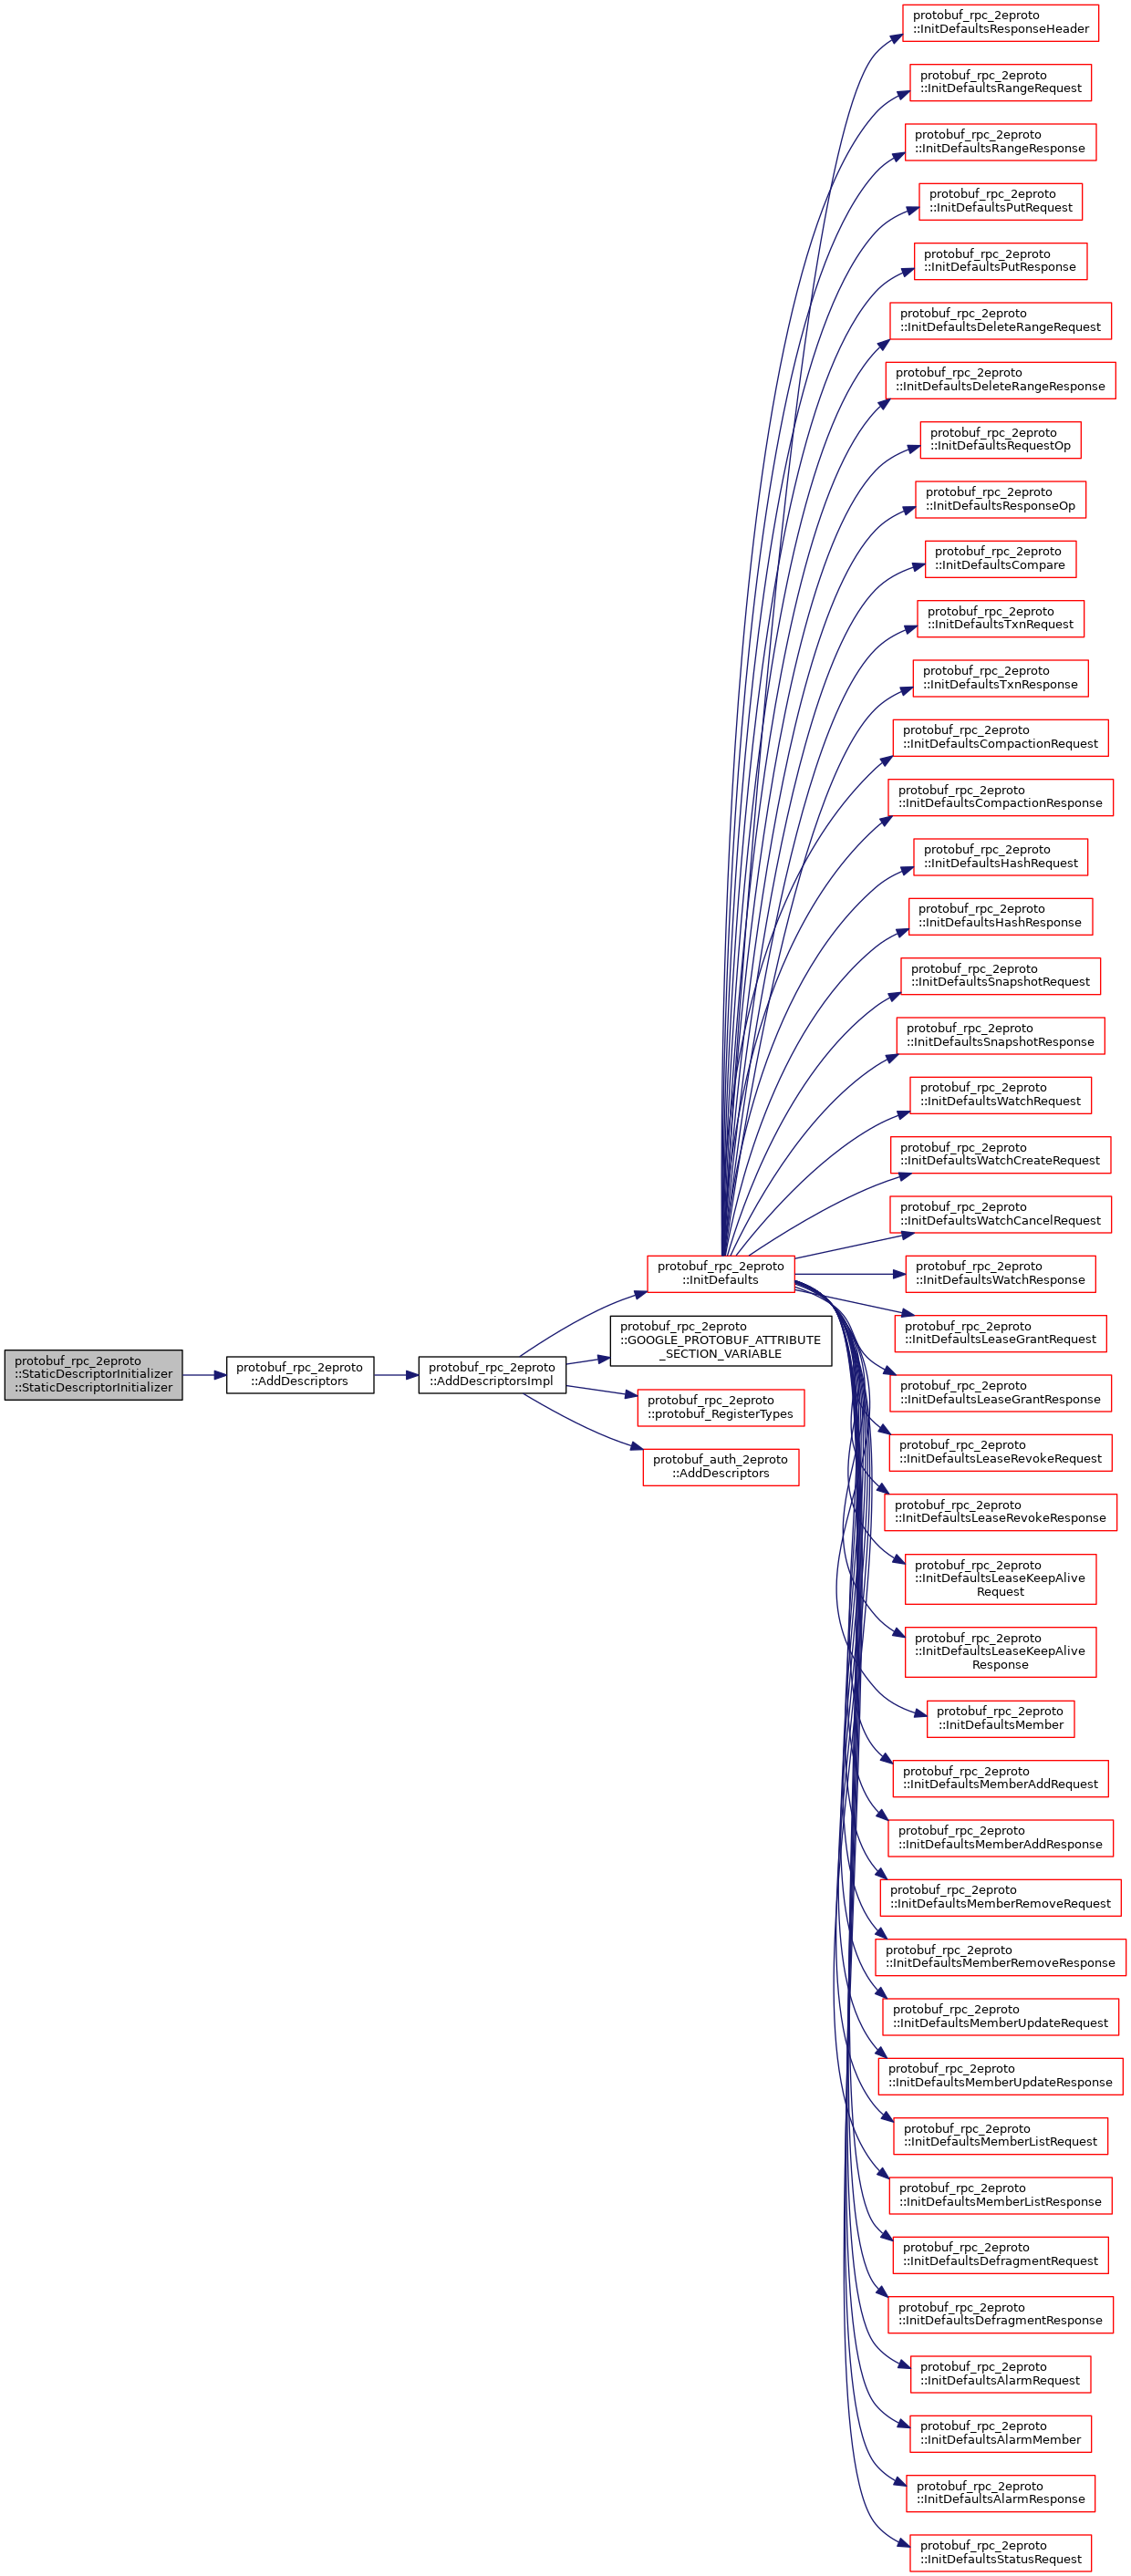 protobuf_rpc_2eproto
::StaticDescriptorInitializer
::StaticDescriptorInitializer
protobuf_rpc_2eproto
::AddDescriptors
protobuf_rpc_2eproto
::AddDescriptorsImpl
protobuf_rpc_2eproto
::InitDefaults
protobuf_rpc_2eproto
::GOOGLE_PROTOBUF_ATTRIBUTE
_SECTION_VARIABLE
protobuf_rpc_2eproto
::protobuf_RegisterTypes
protobuf_auth_2eproto
::AddDescriptors
protobuf_rpc_2eproto
::InitDefaultsResponseHeader
protobuf_rpc_2eproto
::InitDefaultsRangeRequest
protobuf_rpc_2eproto
::InitDefaultsRangeResponse
protobuf_rpc_2eproto
::InitDefaultsPutRequest
protobuf_rpc_2eproto
::InitDefaultsPutResponse
protobuf_rpc_2eproto
::InitDefaultsDeleteRangeRequest
protobuf_rpc_2eproto
::InitDefaultsDeleteRangeResponse
protobuf_rpc_2eproto
::InitDefaultsRequestOp
protobuf_rpc_2eproto
::InitDefaultsResponseOp
protobuf_rpc_2eproto
::InitDefaultsCompare
protobuf_rpc_2eproto
::InitDefaultsTxnRequest
protobuf_rpc_2eproto
::InitDefaultsTxnResponse
protobuf_rpc_2eproto
::InitDefaultsCompactionRequest
protobuf_rpc_2eproto
::InitDefaultsCompactionResponse
protobuf_rpc_2eproto
::InitDefaultsHashRequest
protobuf_rpc_2eproto
::InitDefaultsHashResponse
protobuf_rpc_2eproto
::InitDefaultsSnapshotRequest
protobuf_rpc_2eproto
::InitDefaultsSnapshotResponse
protobuf_rpc_2eproto
::InitDefaultsWatchRequest
protobuf_rpc_2eproto
::InitDefaultsWatchCreateRequest
protobuf_rpc_2eproto
::InitDefaultsWatchCancelRequest
protobuf_rpc_2eproto
::InitDefaultsWatchResponse
protobuf_rpc_2eproto
::InitDefaultsLeaseGrantRequest
protobuf_rpc_2eproto
::InitDefaultsLeaseGrantResponse
protobuf_rpc_2eproto
::InitDefaultsLeaseRevokeRequest
protobuf_rpc_2eproto
::InitDefaultsLeaseRevokeResponse
protobuf_rpc_2eproto
::InitDefaultsLeaseKeepAlive
Request
protobuf_rpc_2eproto
::InitDefaultsLeaseKeepAlive
Response
protobuf_rpc_2eproto
::InitDefaultsMember
protobuf_rpc_2eproto
::InitDefaultsMemberAddRequest
protobuf_rpc_2eproto
::InitDefaultsMemberAddResponse
protobuf_rpc_2eproto
::InitDefaultsMemberRemoveRequest
protobuf_rpc_2eproto
::InitDefaultsMemberRemoveResponse
protobuf_rpc_2eproto
::InitDefaultsMemberUpdateRequest
protobuf_rpc_2eproto
::InitDefaultsMemberUpdateResponse
protobuf_rpc_2eproto
::InitDefaultsMemberListRequest
protobuf_rpc_2eproto
::InitDefaultsMemberListResponse
protobuf_rpc_2eproto
::InitDefaultsDefragmentRequest
protobuf_rpc_2eproto
::InitDefaultsDefragmentResponse
protobuf_rpc_2eproto
::InitDefaultsAlarmRequest
protobuf_rpc_2eproto
::InitDefaultsAlarmMember
protobuf_rpc_2eproto
::InitDefaultsAlarmResponse
protobuf_rpc_2eproto
::InitDefaultsStatusRequest